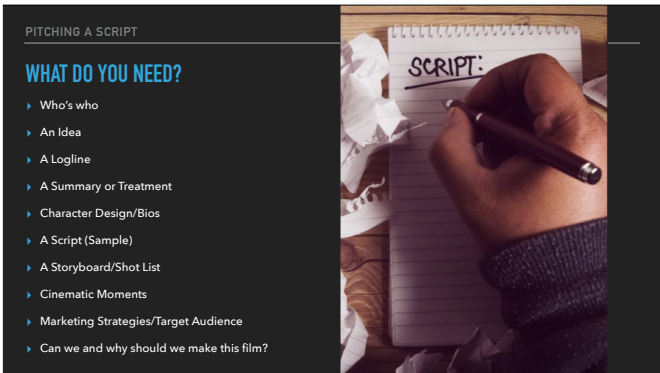 PITCHING A SCRIPT
WHAT DO YOU NEED?
Who's who
An Idea
A Logline
A Summary or Treatment
Character Design/Bios
A Script (Sample)
A Storyboard/Shot List
Cinematic Moments
Marketing Strategies/Target Audience
Can we and why should we make this film?
SCRIPT: